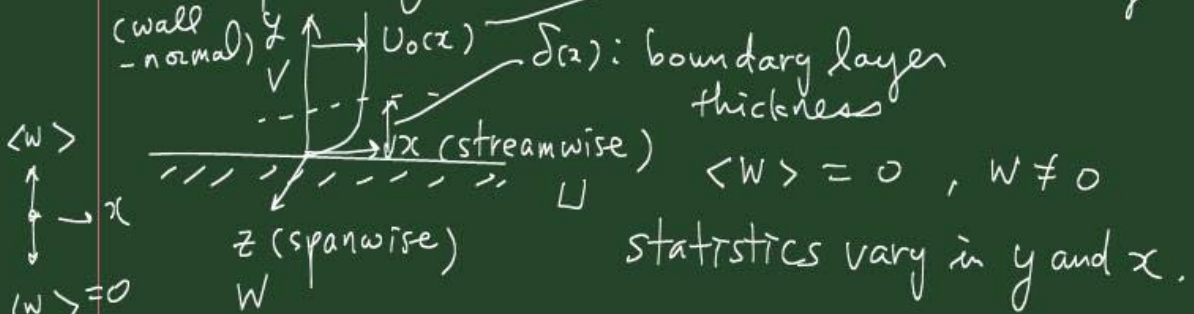 (wall
-normal) y
V
U₀(x)
δ(x): boundary layer
thickness
x (streamwise)
U
<W>
<W> = 0 , W ≠ 0
x
z (spanwise)
W
statistics vary in y and x.
<W> = 0